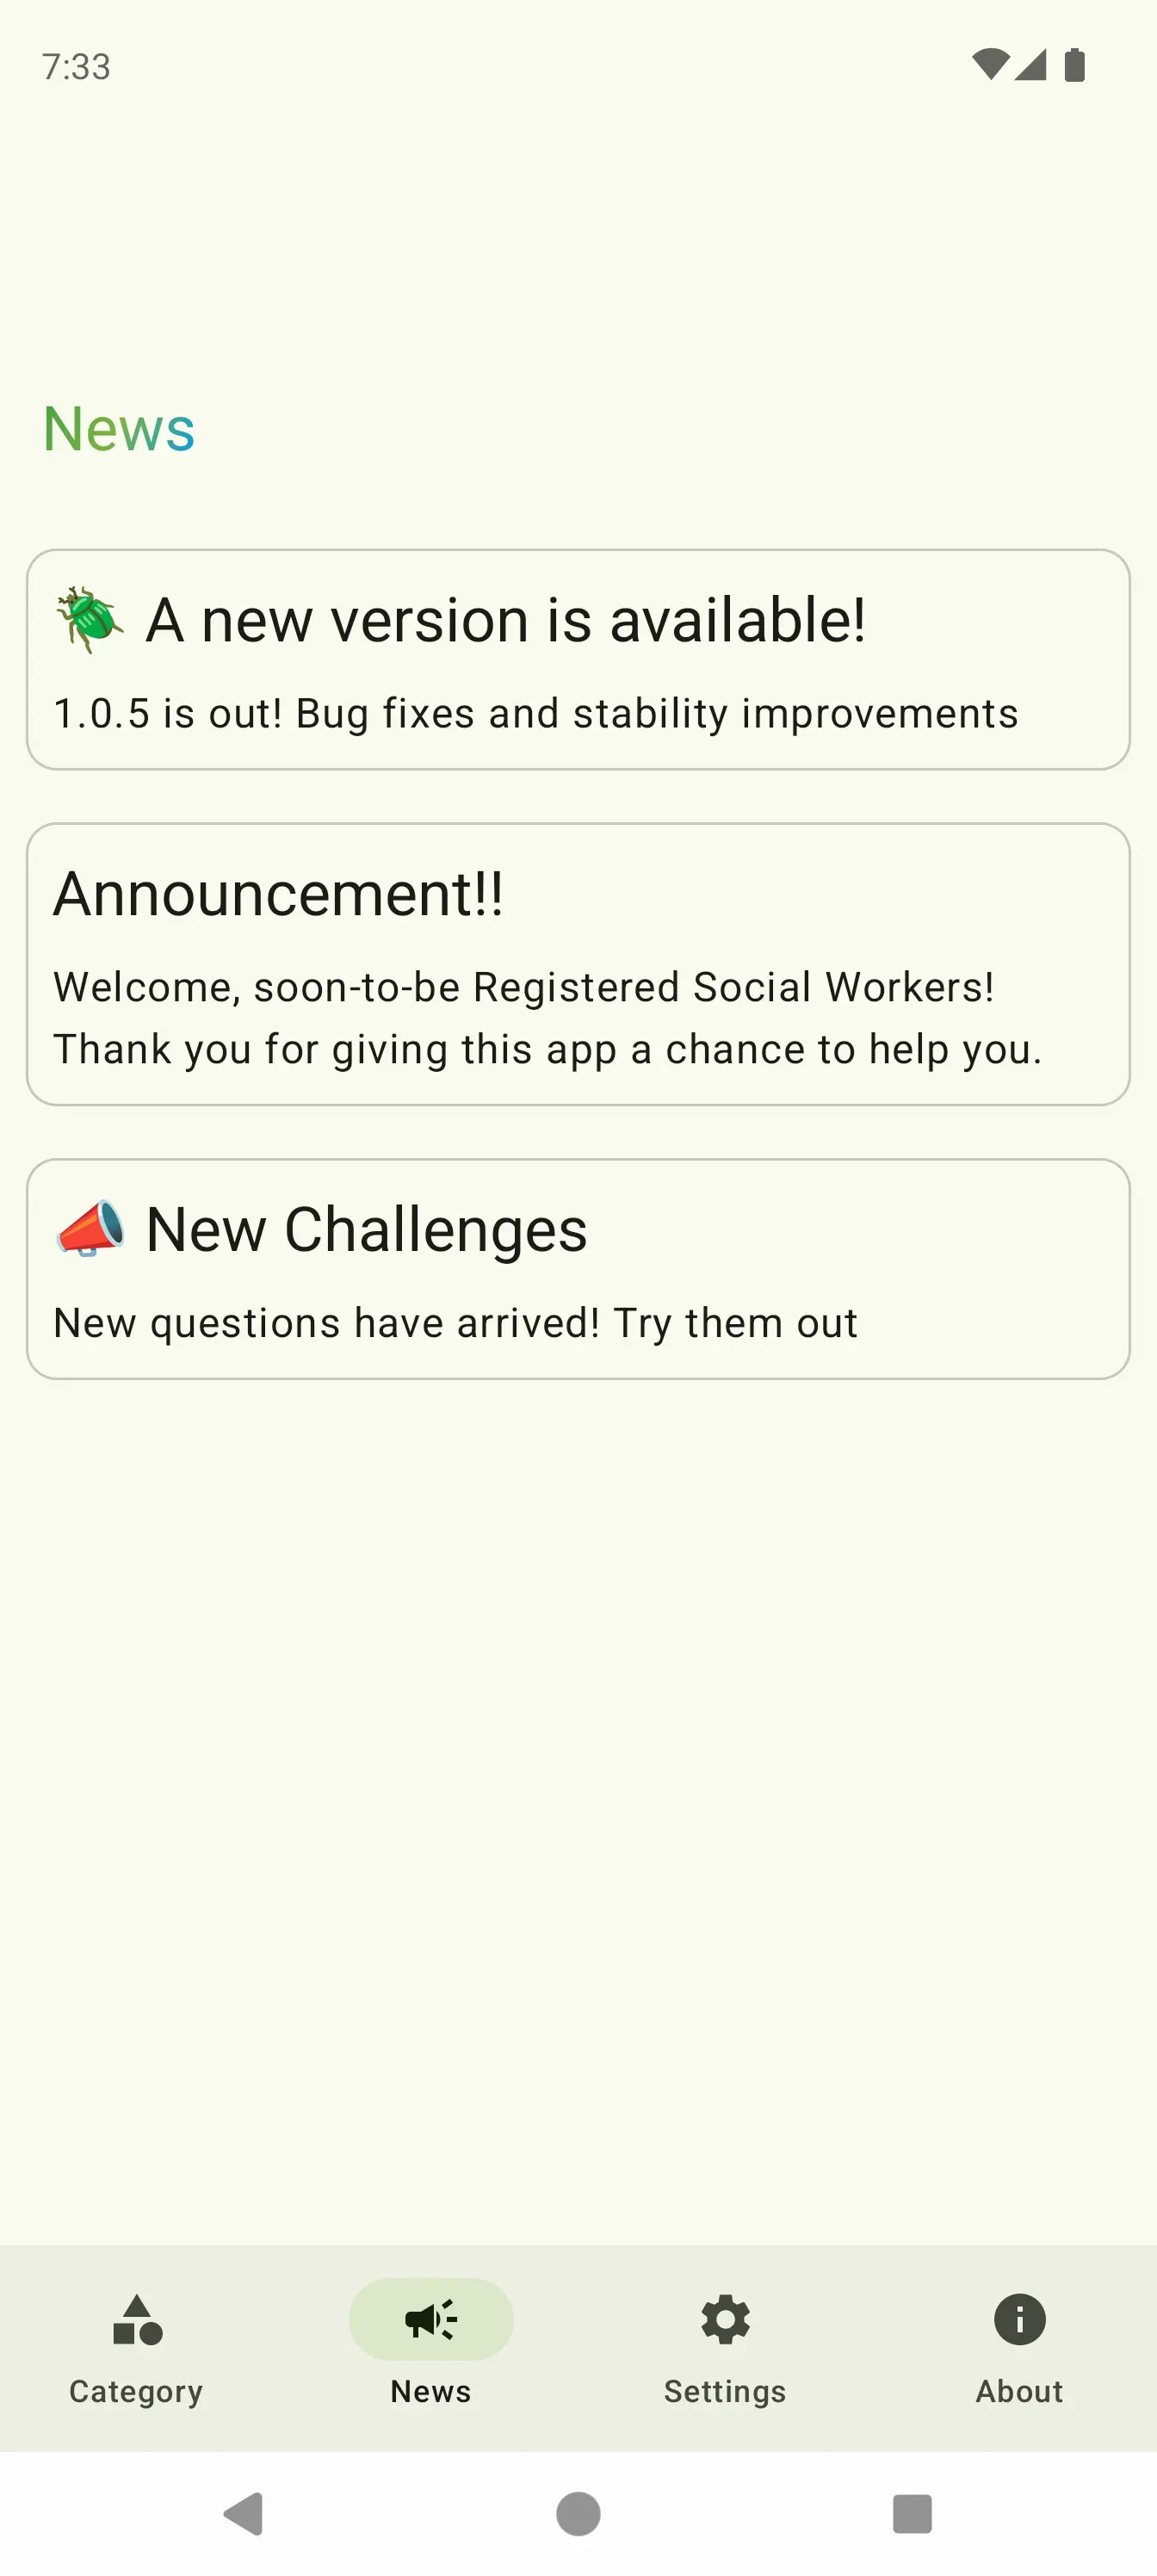 7:33
News
🪲 A new version is available!
1.0.5 is out! Bug fixes and stability improvements
Announcement!!
Welcome, soon-to-be Registered Social Workers!
Thank you for giving this app a chance to help you.
📣 New Challenges
New questions have arrived! Try them out
Category
News
Settings
About